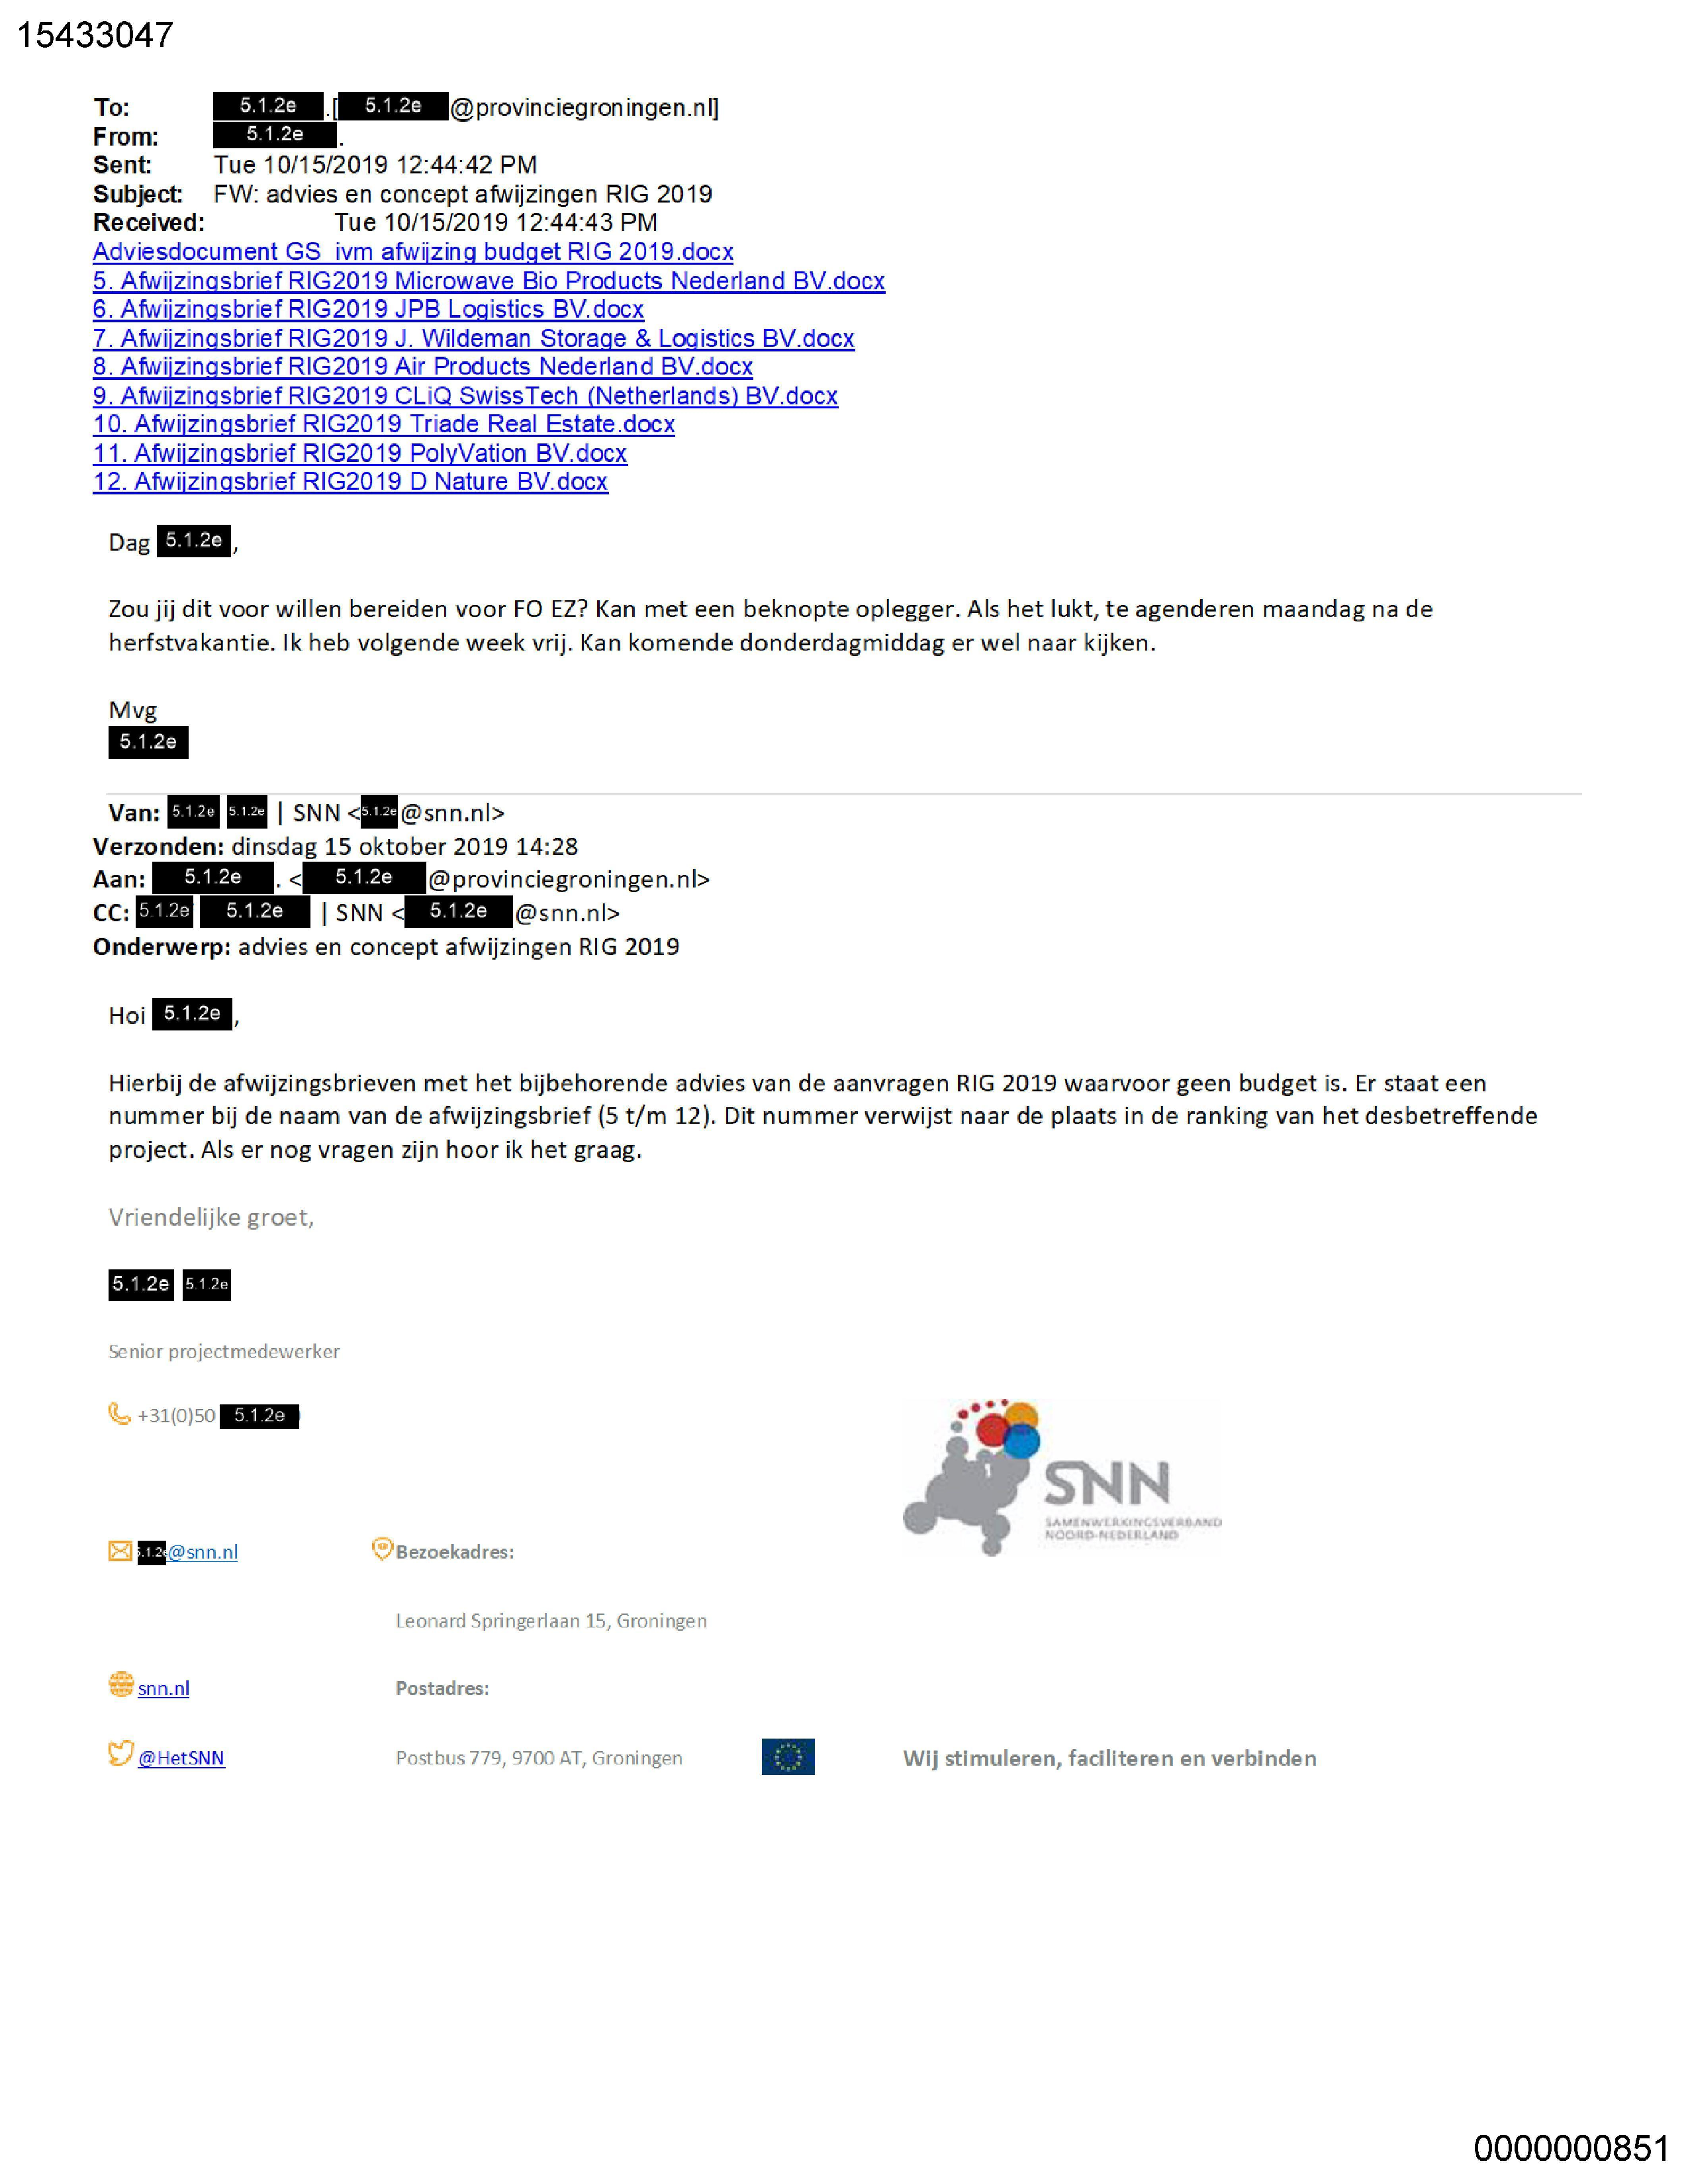 15433047
To: 5.1.2e .[ 5.1.2e @provinciegroningen.nl]
From: 5.1.2e .
Sent: Tue 10/15/2019 12:44:42 PM
Subject: FW: advies en concept afwijzingen RIG 2019
Received: Tue 10/15/2019 12:44:43 PM
Adviesdocument GS ivm afwijzing budget RIG 2019.docx
5. Afwijzingsbrief RIG2019 Microwave Bio Products Nederland BV.docx
6. Afwijzingsbrief RIG2019 JPB Logistics BV.docx
7. Afwijzingsbrief RIG2019 J. Wildeman Storage & Logistics BV.docx
8. Afwijzingsbrief RIG2019 Air Products Nederland BV.docx
9. Afwijzingsbrief RIG2019 CLiQ SwissTech (Netherlands) BV.docx
10. Afwijzingsbrief RIG2019 Triade Real Estate.docx
11. Afwijzingsbrief RIG2019 PolyVation BV.docx
12. Afwijzingsbrief RIG2019 D Nature BV.docx
Dag 5.1.2e ,
Zou jij dit voor willen bereiden voor FO EZ? Kan met een beknopte oplegger. Als het lukt, te agenderen maandag na de
herfstvakantie. Ik heb volgende week vrij. Kan komende donderdagmiddag er wel naar kijken.
Mvg
5.1.2e
Van: 5.1.2e 5.1.2e | SNN <5.1.2e@snn.nl>
Verzonden: dinsdag 15 oktober 2019 14:28
Aan: 5.1.2e . < 5.1.2e @provinciegroningen.nl>
CC: 5.1.2e 5.1.2e | SNN < 5.1.2e @snn.nl>
Onderwerp: advies en concept afwijzingen RIG 2019
Hoi 5.1.2e ,
Hierbij de afwijzingsbrieven met het bijbehorende advies van de aanvragen RIG 2019 waarvoor geen budget is. Er staat een
nummer bij de naam van de afwijzingsbrief (5 t/m 12). Dit nummer verwijst naar de plaats in de ranking van het desbetreffende
project. Als er nog vragen zijn hoor ik het graag.
Vriendelijke groet,
5.1.2e 5.1.2e
Senior projectmedewerker
+31(0)50 5.1.2e
SNN
SAMENWERKINGSVERBAND
NOORD-NEDERLAND
5.1.2e@snn.nl Bezoekadres:
Leonard Springerlaan 15, Groningen
snn.nl Postadres:
@HetSNN Postbus 779, 9700 AT, Groningen Wij stimuleren, faciliteren en verbinden
0000000851